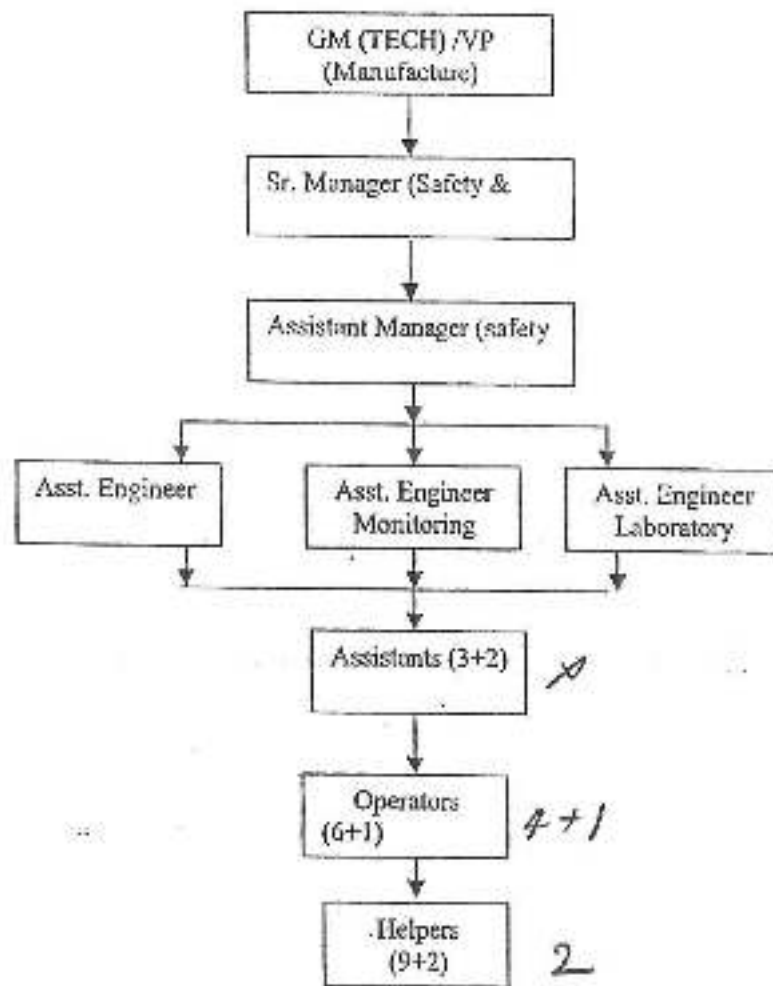 GM (TECH) /VP
(Manufacture)
Sr. Manager (Safety &
Assistant Manager (safety
Asst. Engineer
Asst. Engineer
Monitoring
Asst. Engineer
Laboratory
Assistants (3+2)
Operators
(6+1)
4+1
Helpers
(9+2)
2